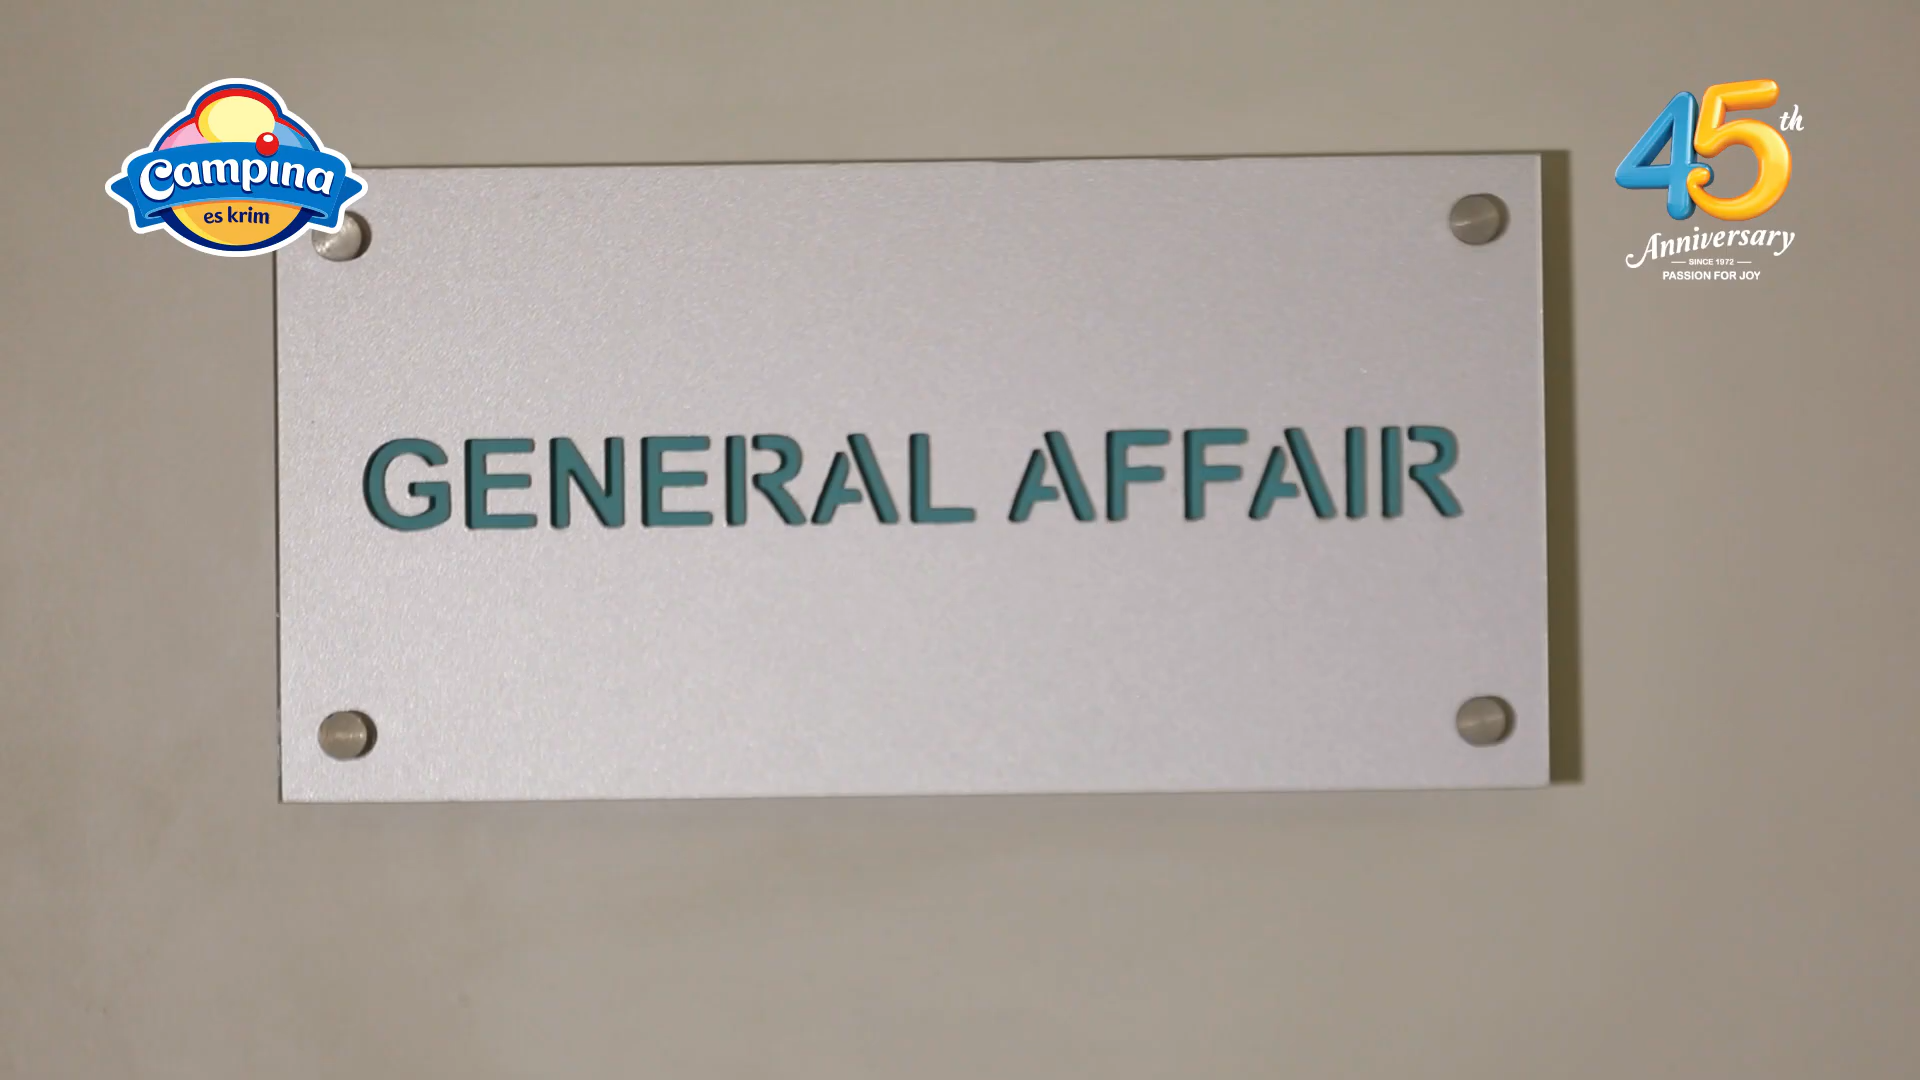 Campina
es krim
45th
Anniversary
SINCE 1972
PASSION FOR JOY
GENERAL AFFAIR